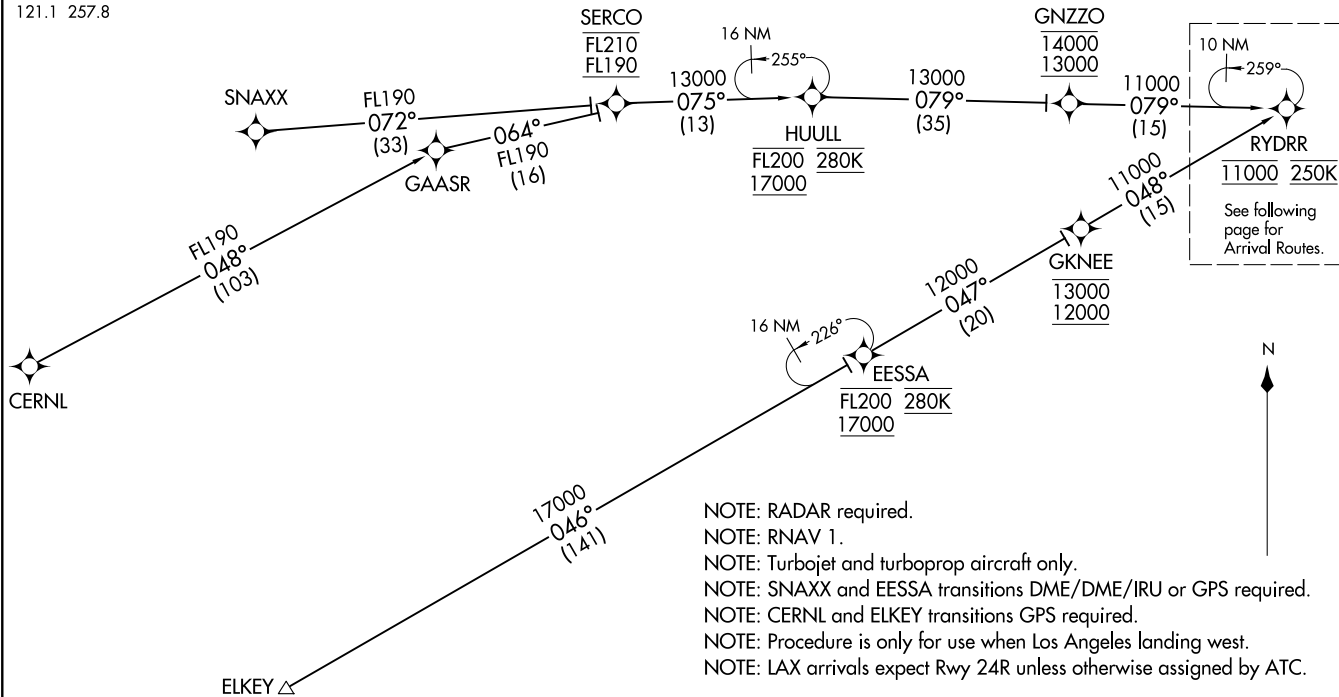 121.1 257.8
SERCO
FL210
FL190
16 NM
255°
GNZZO
14000
13000
10 NM
259°
SNAXX
FL190
072°
(33)
13000
075°
(13)
13000
079°
(35)
11000
079°
(15)
064°
FL190
(16)
GAASR
HUULL
FL200 280K
17000
RYDRR
11000 250K
See following
page for
Arrival Routes.
11000
048°
(15)
FL190
048°
(103)
GKNEE
13000
12000
12000
047°
(20)
16 NM
226°
CERNL
EESSA
FL200 280K
17000
N
17000
046°
(141)
NOTE: RADAR required.
NOTE: RNAV 1.
NOTE: Turbojet and turboprop aircraft only.
NOTE: SNAXX and EESSA transitions DME/DME/IRU or GPS required.
NOTE: CERNL and ELKEY transitions GPS required.
NOTE: Procedure is only for use when Los Angeles landing west.
NOTE: LAX arrivals expect Rwy 24R unless otherwise assigned by ATC.
ELKEY